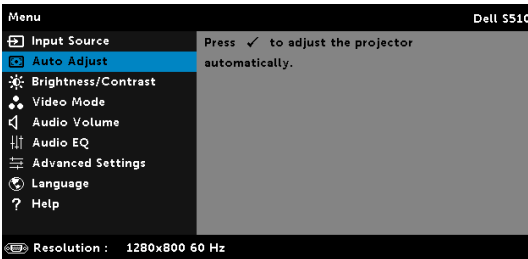 Menu Dell S510
Input Source
Auto Adjust
Brightness/Contrast
Video Mode
Audio Volume
Audio EQ
Advanced Settings
Language
? Help
Press ✓ to adjust the projector
automatically.
Resolution : 1280x800 60 Hz